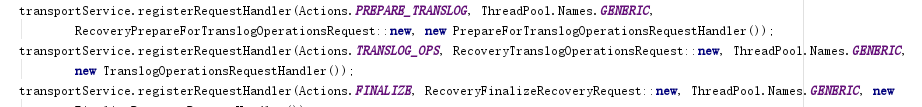 transportService.registerRequestHandler(Actions.PREPARE_TRANSLOG, ThreadPool.Names.GENERIC,
RecoveryPrepareForTranslogOperationsRequest::new, new PrepareForTranslogOperationsRequestHandler());
transportService.registerRequestHandler(Actions.TRANSLOG_OPS, RecoveryTranslogOperationsRequest::new, ThreadPool.Names.GENERIC,
new TranslogOperationsRequestHandler());
transportService.registerRequestHandler(Actions.FINALIZE, RecoveryFinalizeRecoveryRequest::new, ThreadPool.Names.GENERIC, new